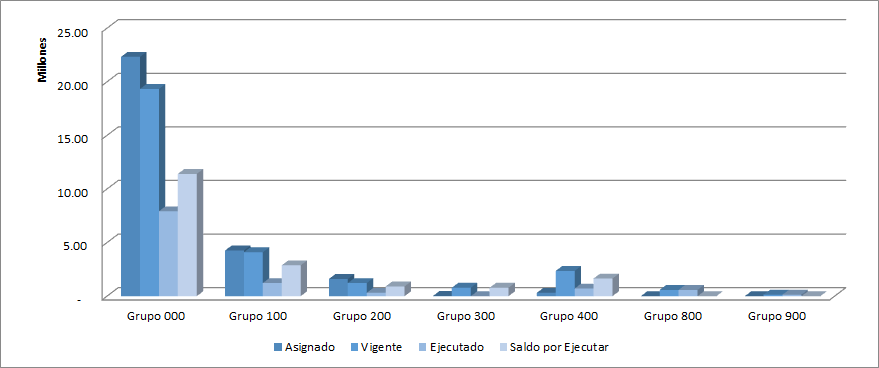 Millones
25.00
20.00
15.00
10.00
5.00
-
Grupo 000 Grupo 100 Grupo 200 Grupo 300 Grupo 400 Grupo 800 Grupo 900
Asignado Vigente Ejecutado Saldo por Ejecutar